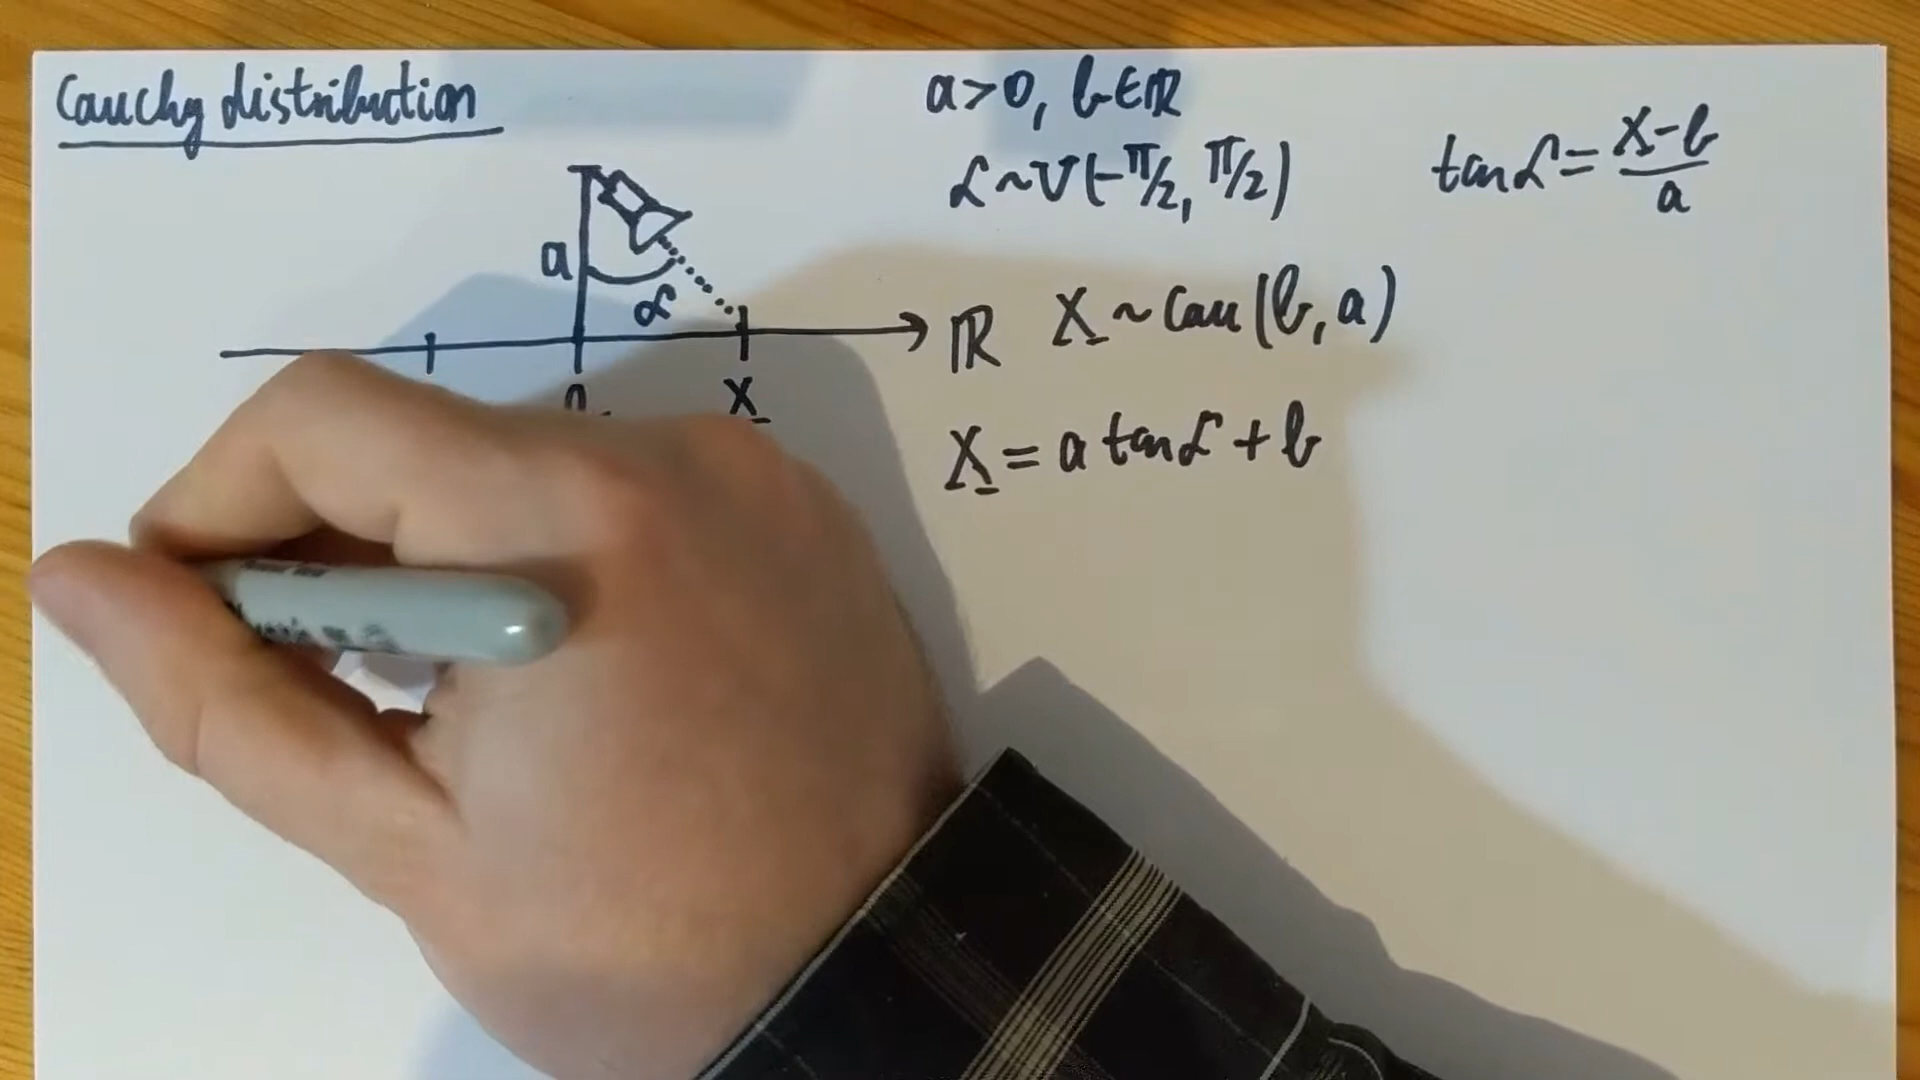 Cauchy distribution
a>0, b∈ℝ
α~U(-π/2, π/2)
tan α = (X-b)/a
a
α
ℝ
X ~ Cau(b, a)
X
X = a tan α + b